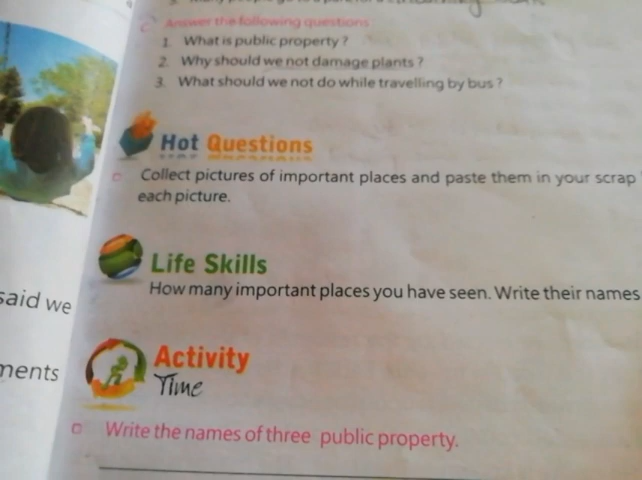 C Answer the following questions
1. What is public property ?
2. Why should we not damage plants ?
3. What should we not do while travelling by bus ?
Hot Questions
Collect pictures of important places and paste them in your scrap
each picture.
Life Skills
said we
How many important places you have seen. Write their names
Activity
ments
Time
Write the names of three public property.